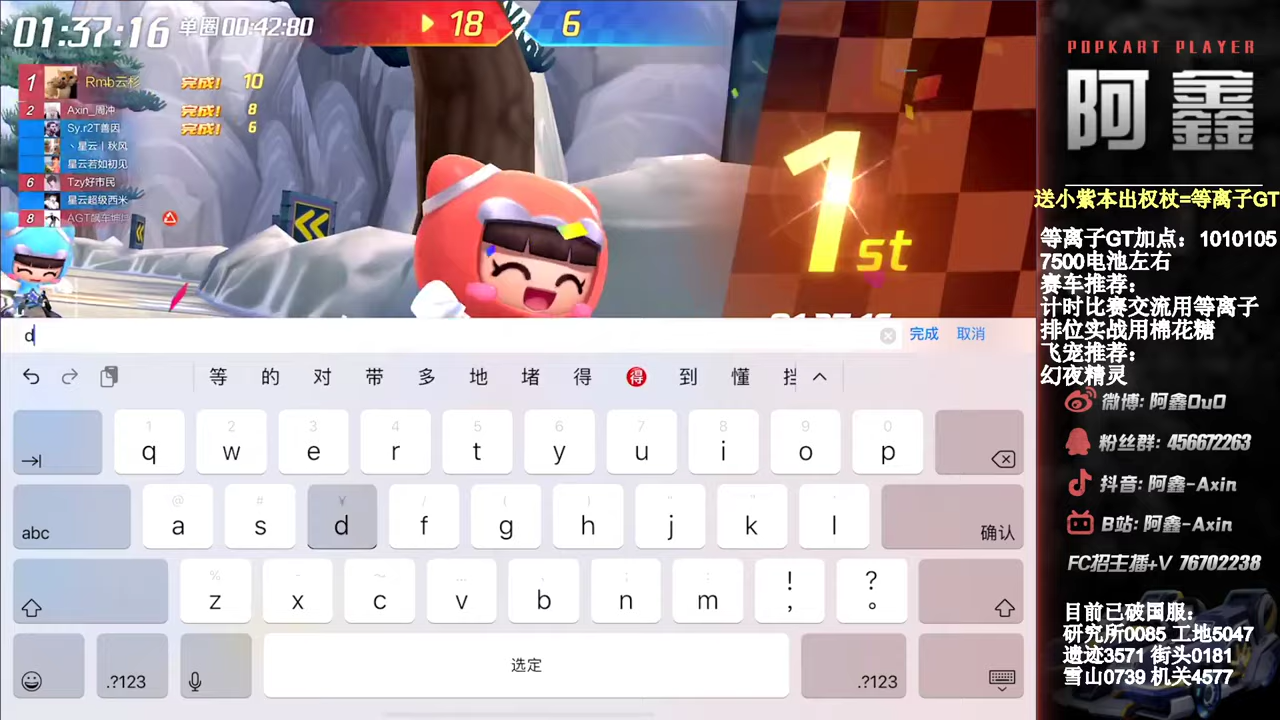 01:37:16 单圈00:42:80
18 6
1 Rmb云杉 完成! 10
2 Axin_周冲 完成! 8
Sy.r2T善因 完成! 6
丶星云丨秋风
星云若如初见
6 Tzy好市民
星云超级西米
8
1st
d
完成 取消
等 的 对 带 多 地 堵 得 得 到 懂
1 2 3 4 5 6 7 8 9 0
q w e r t y u i o p
@ # ¥ / ( ) “ ” '
abc a s d f g h j k l 确认
% - ~ … 、 ; :
z x c v b n m ! , ? 。
.?123 选定 .?123
POPKART PLAYER
阿鑫
送小紫本出权杖=等离子GT
等离子GT加点：1010105
7500电池左右
赛车推荐：
计时比赛交流用等离子
排位实战用棉花糖
飞宠推荐：
幻夜精灵
微博: 阿鑫OuO
粉丝群: 456672263
抖音: 阿鑫-Axin
B站: 阿鑫-Axin
FC招主播+V 76702238
目前已破国服：
研究所0085 工地5047
遗迹3571 街头0181
雪山0739 机关4577